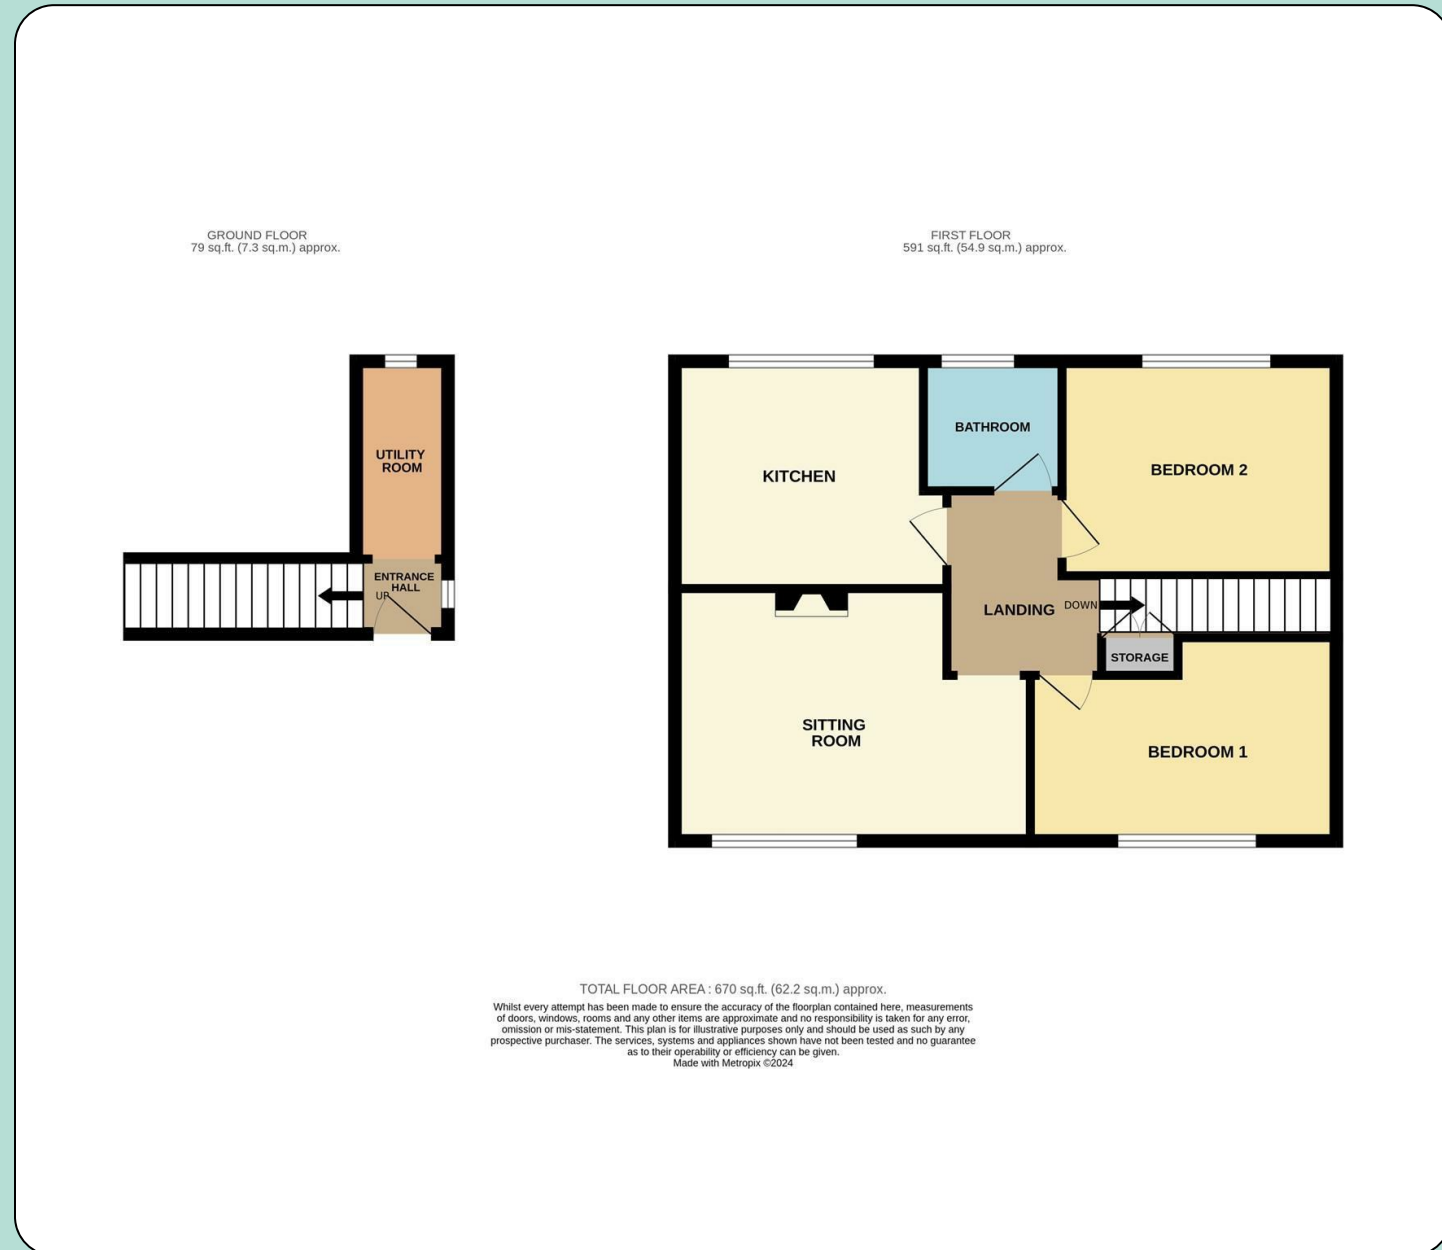 GROUND FLOOR
79 sq.ft. (7.3 sq.m.) approx.
UTILITY
ROOM
ENTRANCE
HALL
UP
FIRST FLOOR
591 sq.ft. (54.9 sq.m.) approx.
BATHROOM
KITCHEN
BEDROOM 2
LANDING
DOWN
STORAGE
SITTING
ROOM
BEDROOM 1
TOTAL FLOOR AREA : 670 sq.ft. (62.2 sq.m.) approx.
Whilst every attempt has been made to ensure the accuracy of the floorplan contained here, measurements
of doors, windows, rooms and any other items are approximate and no responsibility is taken for any error,
omission or mis-statement. This plan is for illustrative purposes only and should be used as such by any
prospective purchaser. The services, systems and appliances shown have not been tested and no guarantee
as to their operability or efficiency can be given.
Made with Metropix ©2024